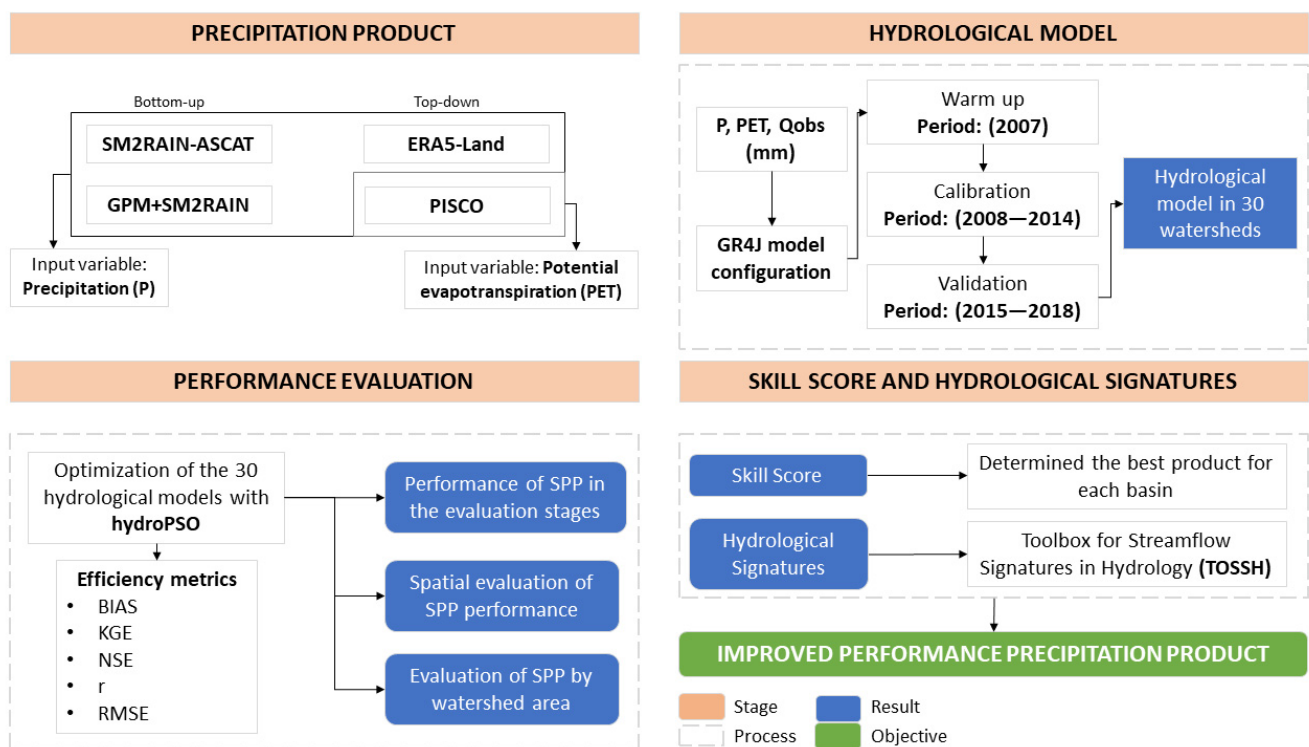 PRECIPITATION PRODUCT
Bottom-up
Top-down
SM2RAIN-ASCAT
ERA5-Land
GPM+SM2RAIN
PISCO
Input variable:
Precipitation (P)
Input variable: Potential
evapotranspiration (PET)
HYDROLOGICAL MODEL
P, PET, Qobs
(mm)
GR4J model
configuration
Warm up
Period: (2007)
Calibration
Period: (2008—2014)
Validation
Period: (2015—2018)
Hydrological
model in 30
watersheds
PERFORMANCE EVALUATION
Optimization of the 30
hydrological models with
hydroPSO
Efficiency metrics
• BIAS
• KGE
• NSE
• r
• RMSE
Performance of SPP in
the evaluation stages
Spatial evaluation of
SPP performance
Evaluation of SPP by
watershed area
SKILL SCORE AND HYDROLOGICAL SIGNATURES
Skill Score
Determined the best product for
each basin
Hydrological
Signatures
Toolbox for Streamflow
Signatures in Hydrology (TOSSH)
IMPROVED PERFORMANCE PRECIPITATION PRODUCT
Stage
Result
Process
Objective